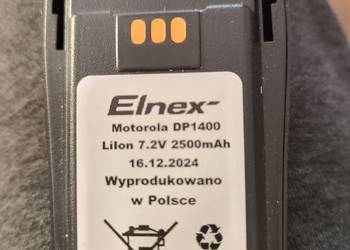 Elnex
Motorola DP1400
LiIon 7.2V 2500mAh
16.12.2024
Wyprodukowano
w Polsce